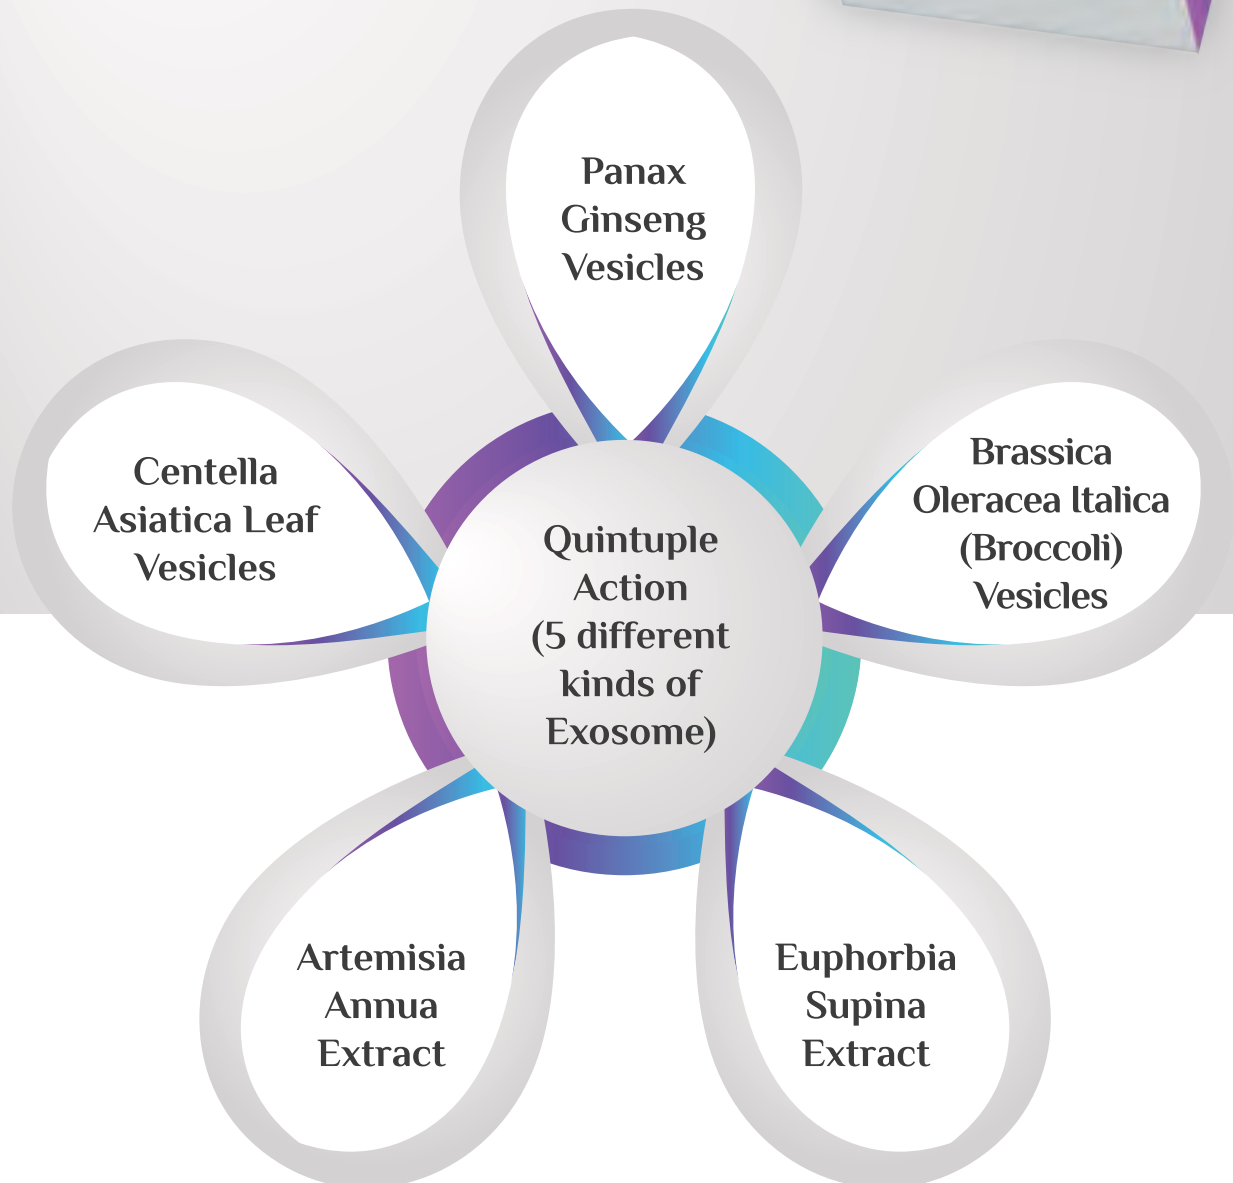 Panax
Ginseng
Vesicles
Centella
Asiatica Leaf
Vesicles
Brassica
Oleracea Italica
(Broccoli)
Vesicles
Quintuple
Action
(5 different
kinds of
Exosome)
Artemisia
Annua
Extract
Euphorbia
Supina
Extract